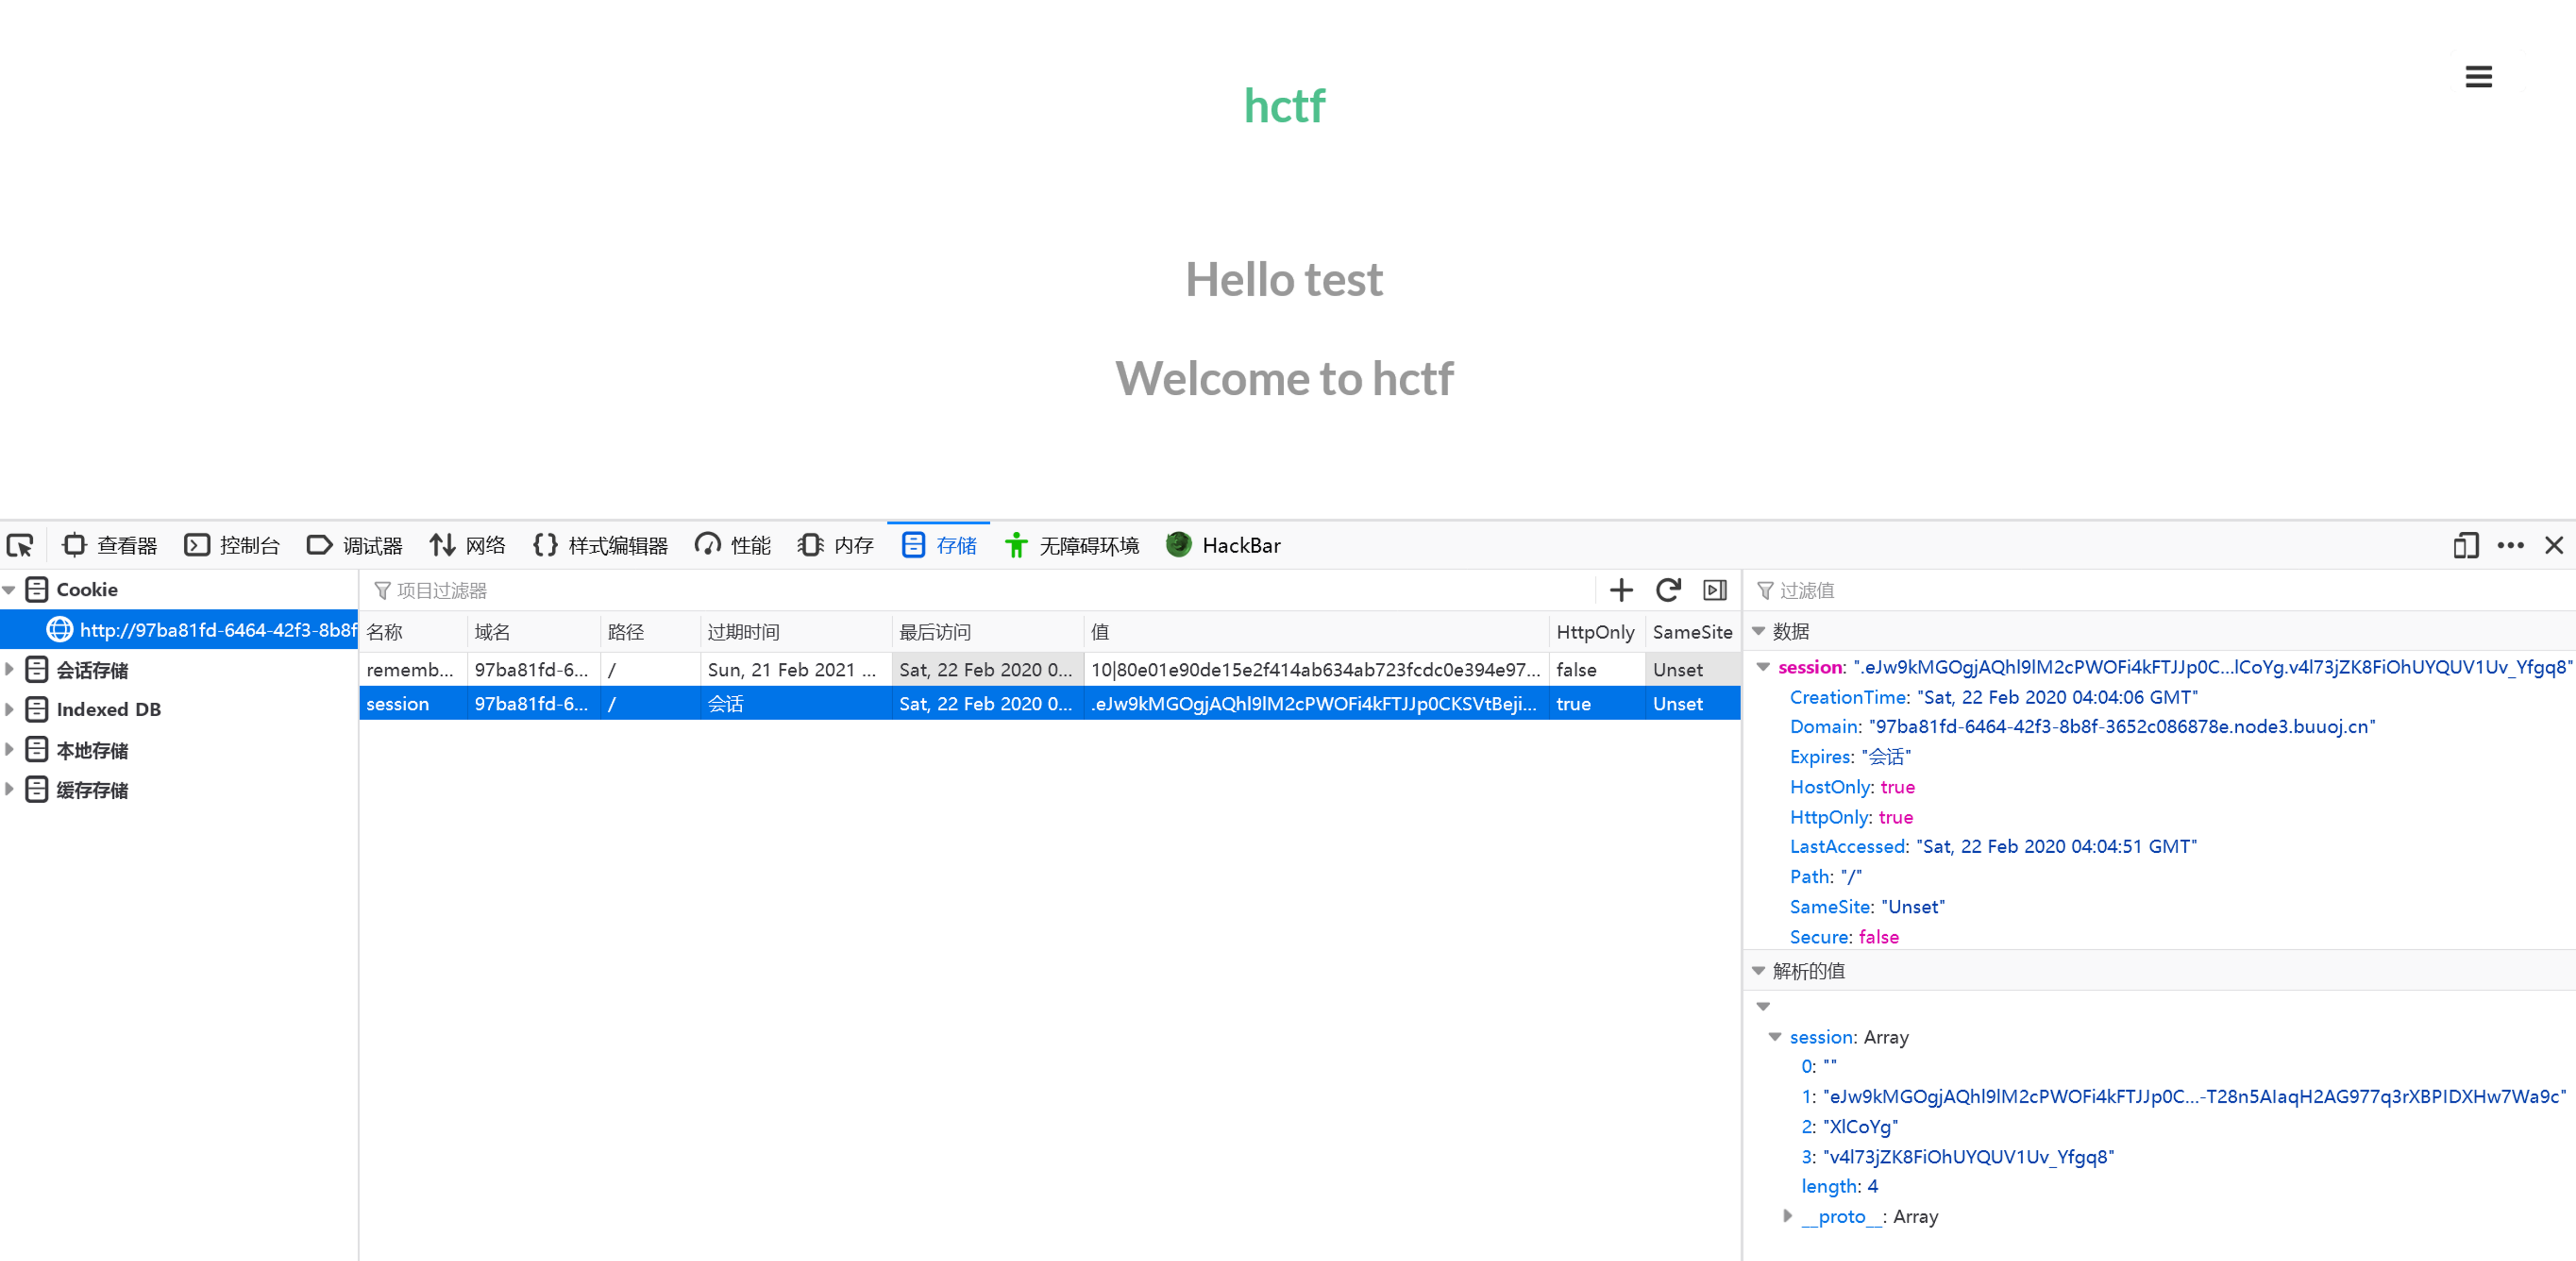 hctf
Hello test
Welcome to hctf
查看器 控制台 调试器 网络 样式编辑器 性能 内存 存储 无障碍环境 HackBar
Cookie
http://97ba81fd-6464-42f3-8b8f
会话存储
Indexed DB
本地存储
缓存存储
项目过滤器
名称 域名 路径 过期时间 最后访问 值 HttpOnly SameSite
rememb... 97ba81fd-6... / Sun, 21 Feb 2021 ... Sat, 22 Feb 2020 0... 10|80e01e90de15e2f414ab634ab723fcdc0e394e97... false Unset
session 97ba81fd-6... / 会话 Sat, 22 Feb 2020 0... .eJw9kMGOgjAQhl9lM2cPWOFi4kFTJJp0CKSVtBeji... true Unset
过滤值
数据
session: ".eJw9kMGOgjAQhl9lM2cPWOFi4kFTJJp0C...lCoYg.v4l73jZK8FiOhUYQUV1Uv_Yfgq8"
CreationTime: "Sat, 22 Feb 2020 04:04:06 GMT"
Domain: "97ba81fd-6464-42f3-8b8f-3652c086878e.node3.buuoj.cn"
Expires: "会话"
HostOnly: true
HttpOnly: true
LastAccessed: "Sat, 22 Feb 2020 04:04:51 GMT"
Path: "/"
SameSite: "Unset"
Secure: false
解析的值
session: Array
0: ""
1: "eJw9kMGOgjAQhl9lM2cPWOFi4kFTJJp0C...-T28n5AIaqH2AG977q3rXBPIDXHw7Wa9c"
2: "XlCoYg"
3: "v4l73jZK8FiOhUYQUV1Uv_Yfgq8"
length: 4
__proto__: Array